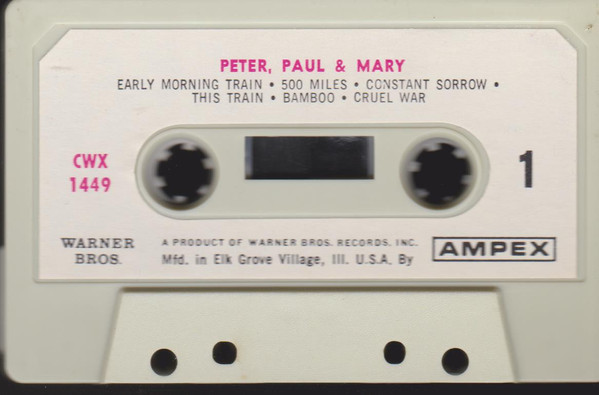 PETER, PAUL & MARY
EARLY MORNING TRAIN • 500 MILES • CONSTANT SORROW •
THIS TRAIN • BAMBOO • CRUEL WAR
CWX
1449
1
WARNER
BROS.
A PRODUCT OF WARNER BROS. RECORDS, INC.
Mfd. in Elk Grove Village, Ill. U.S.A. By
AMPEX